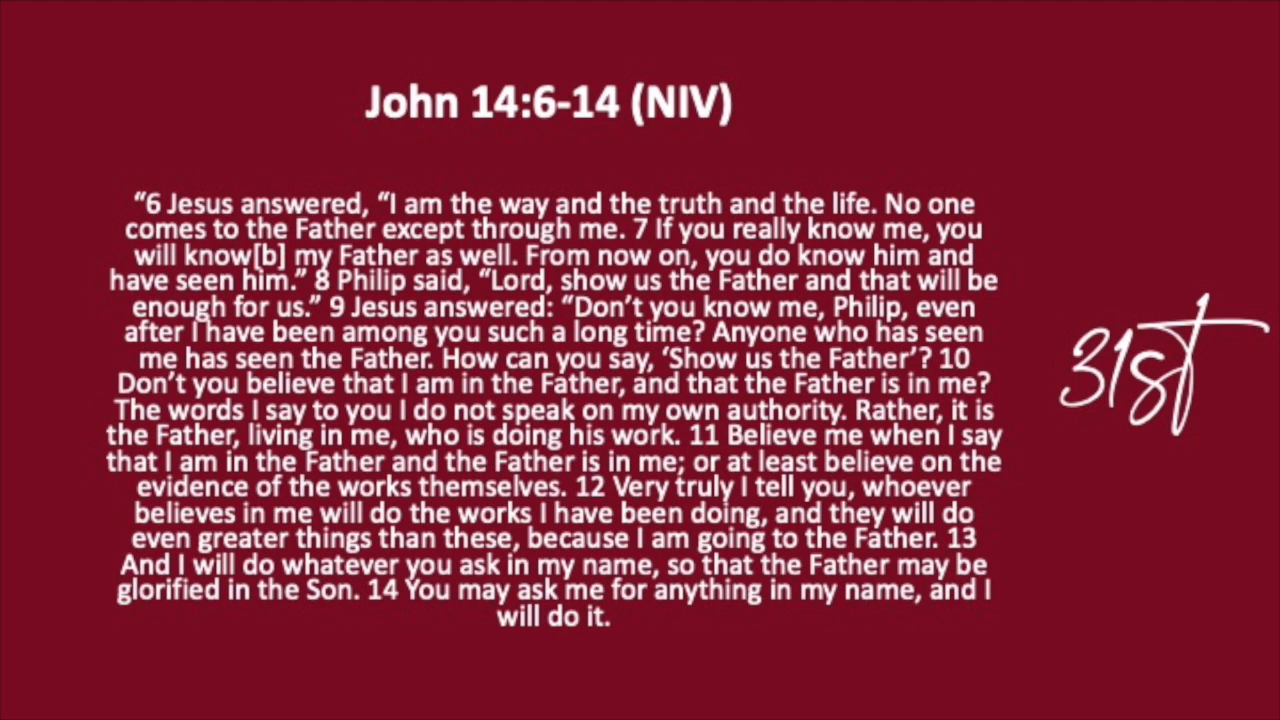 John 14:6-14 (NIV)
“6 Jesus answered, “I am the way and the truth and the life. No one
comes to the Father except through me. 7 If you really know me, you
will know[b] my Father as well. From now on, you do know him and
have seen him.” 8 Philip said, “Lord, show us the Father and that will be
enough for us.” 9 Jesus answered: “Don’t you know me, Philip, even
after I have been among you such a long time? Anyone who has seen
me has seen the Father. How can you say, ‘Show us the Father’? 10
Don’t you believe that I am in the Father, and that the Father is in me?
The words I say to you I do not speak on my own authority. Rather, it is
the Father, living in me, who is doing his work. 11 Believe me when I say
that I am in the Father and the Father is in me; or at least believe on the
evidence of the works themselves. 12 Very truly I tell you, whoever
believes in me will do the works I have been doing, and they will do
even greater things than these, because I am going to the Father. 13
And I will do whatever you ask in my name, so that the Father may be
glorified in the Son. 14 You may ask me for anything in my name, and I
will do it.
31st